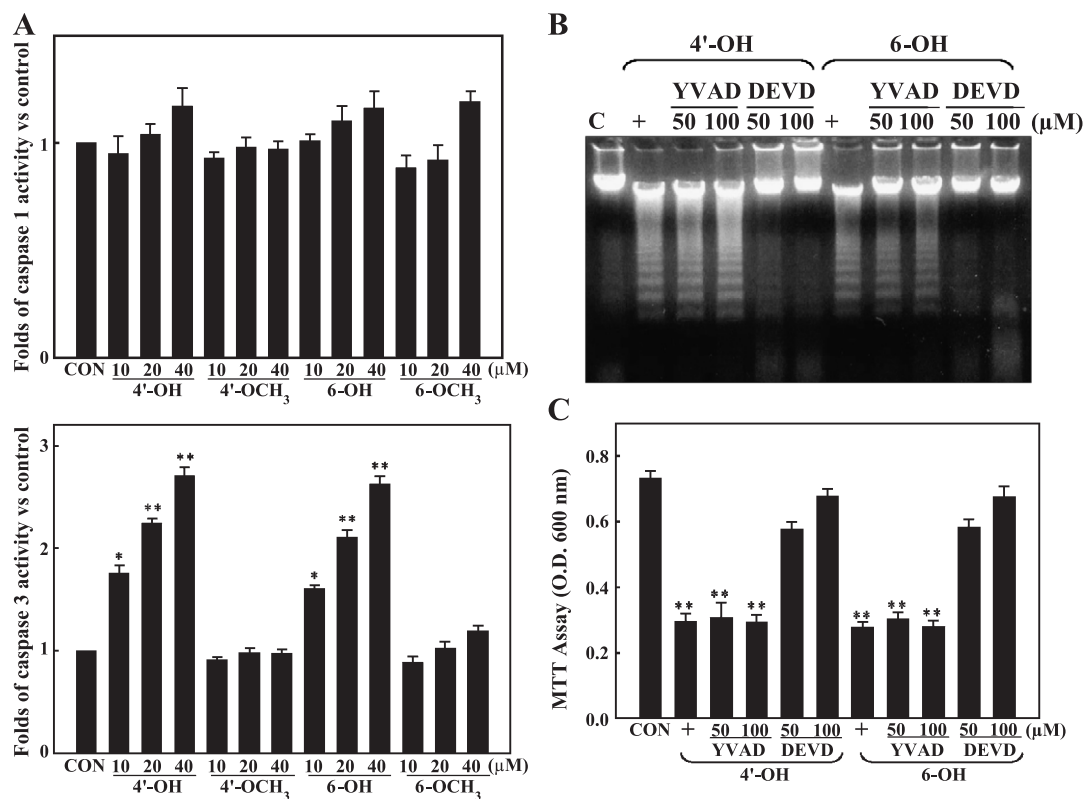 A
Folds of caspase 1 activity vs control
1
0
CON 10 20 40 10 20 40 10 20 40 10 20 40 (μM)
4'-OH 4'-OCH3 6-OH 6-OCH3
Folds of caspase 3 activity vs control
3
2
1
0
* ** ** * ** **
CON 10 20 40 10 20 40 10 20 40 10 20 40 (μM)
4'-OH 4'-OCH3 6-OH 6-OCH3
B
4'-OH 6-OH
YVAD DEVD YVAD DEVD
C + 50 100 50 100 + 50 100 50 100 (μM)
C
MTT Assay (O.D. 600 nm)
0.8
0.6
0.4
0.2
0.0
** ** ** ** ** **
CON + 50 100 50 100 + 50 100 50 100 (μM)
YVAD DEVD YVAD DEVD
4'-OH 6-OH